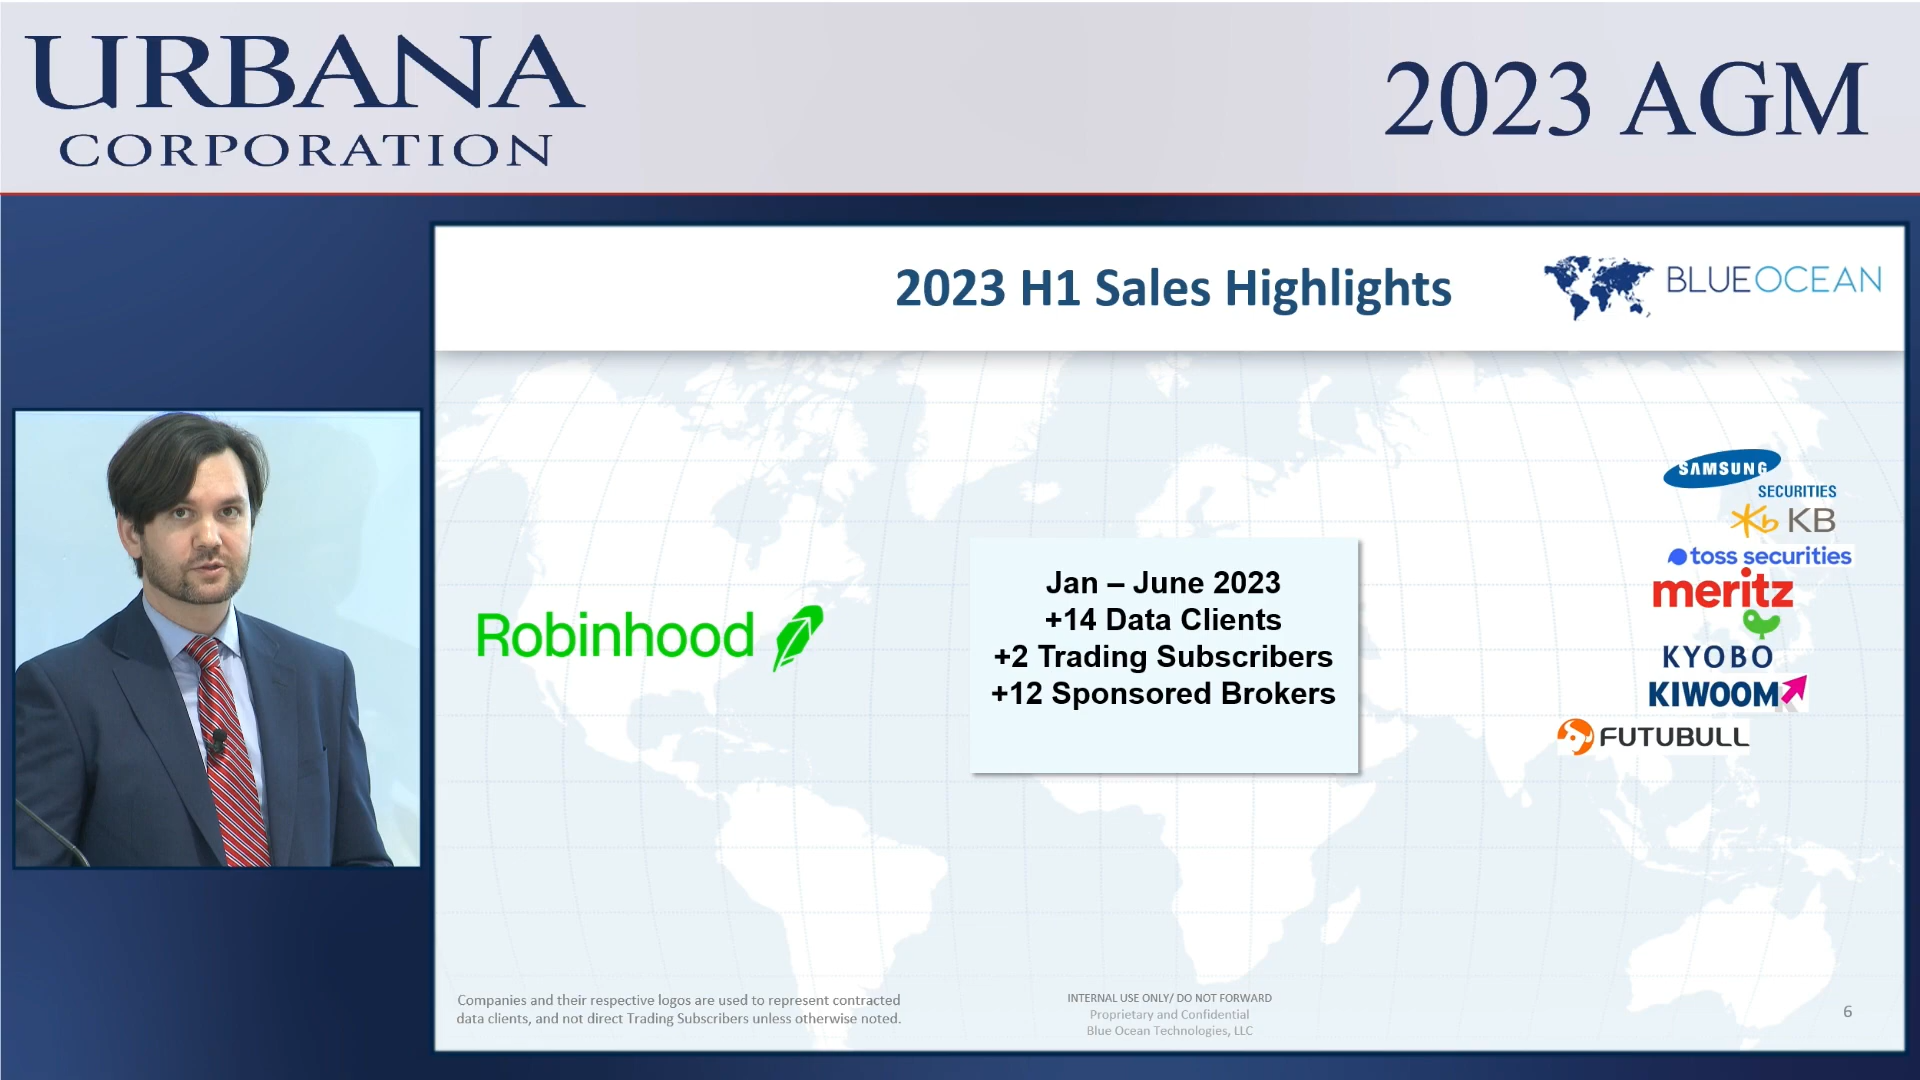 URBANA
CORPORATION
2023 AGM
2023 H1 Sales Highlights
BLUEOCEAN
SAMSUNG
SECURITIES
Kb KB
toss securities
meritz
KYOBO
KIWOOM
FUTUBULL
Robinhood
Jan – June 2023
+14 Data Clients
+2 Trading Subscribers
+12 Sponsored Brokers
Companies and their respective logos are used to represent contracted
data clients, and not direct Trading Subscribers unless otherwise noted.
INTERNAL USE ONLY/ DO NOT FORWARD
Proprietary and Confidential
Blue Ocean Technologies, LLC
6